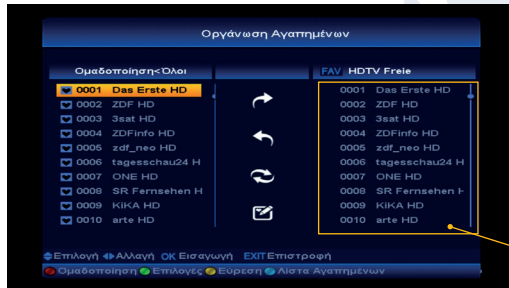 Οργάνωση Αγαπημένων
Ομαδοποίηση<Όλοι
FAV HDTV Freie
0001 Das Erste HD
0002 ZDF HD
0003 3sat HD
0004 ZDFinfo HD
0005 zdf_neo HD
0006 tagesschau24 H
0007 ONE HD
0008 SR Fernsehen H
0009 KiKA HD
0010 arte HD
0001 Das Erste HD
0002 ZDF HD
0003 3sat HD
0004 ZDFinfo HD
0005 zdf_neo HD
0006 tagesschau24 H
0007 ONE HD
0008 SR Fernsehen H
0009 KiKA HD
0010 arte HD
Επιλογή Αλλαγή OK Εισαγωγή EXIT Επιστροφή
Ομαδοποίηση Επιλογές Εύρεση Λίστα Αγαπημένων